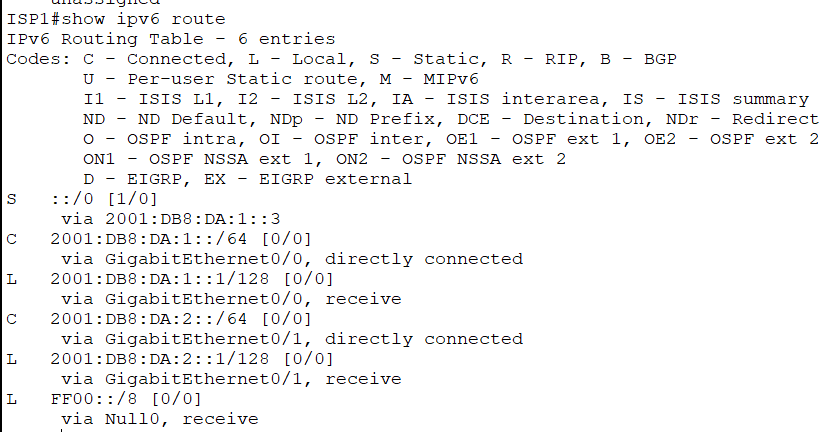 unassigned
ISP1#show ipv6 route
IPv6 Routing Table - 6 entries
Codes: C - Connected, L - Local, S - Static, R - RIP, B - BGP
       U - Per-user Static route, M - MIPv6
       I1 - ISIS L1, I2 - ISIS L2, IA - ISIS interarea, IS - ISIS summary
       ND - ND Default, NDp - ND Prefix, DCE - Destination, NDr - Redirect
       O - OSPF intra, OI - OSPF inter, OE1 - OSPF ext 1, OE2 - OSPF ext 2
       ON1 - OSPF NSSA ext 1, ON2 - OSPF NSSA ext 2
       D - EIGRP, EX - EIGRP external
S   ::/0 [1/0]
     via 2001:DB8:DA:1::3
C   2001:DB8:DA:1::/64 [0/0]
     via GigabitEthernet0/0, directly connected
L   2001:DB8:DA:1::1/128 [0/0]
     via GigabitEthernet0/0, receive
C   2001:DB8:DA:2::/64 [0/0]
     via GigabitEthernet0/1, directly connected
L   2001:DB8:DA:2::1/128 [0/0]
     via GigabitEthernet0/1, receive
L   FF00::/8 [0/0]
     via Null0, receive